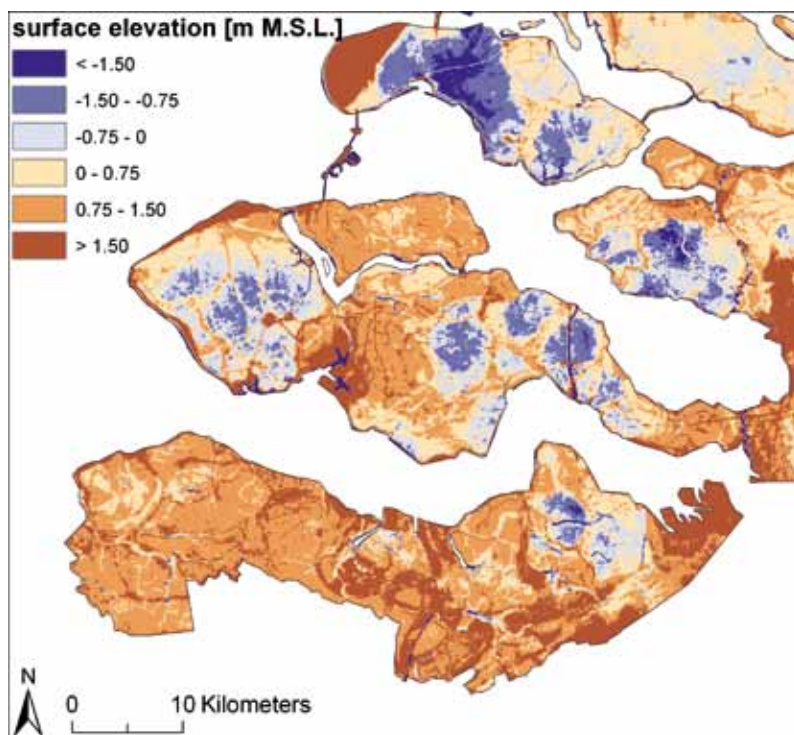 surface elevation [m M.S.L.]
< -1.50
-1.50 - -0.75
-0.75 - 0
0 - 0.75
0.75 - 1.50
> 1.50
N
0 10 Kilometers